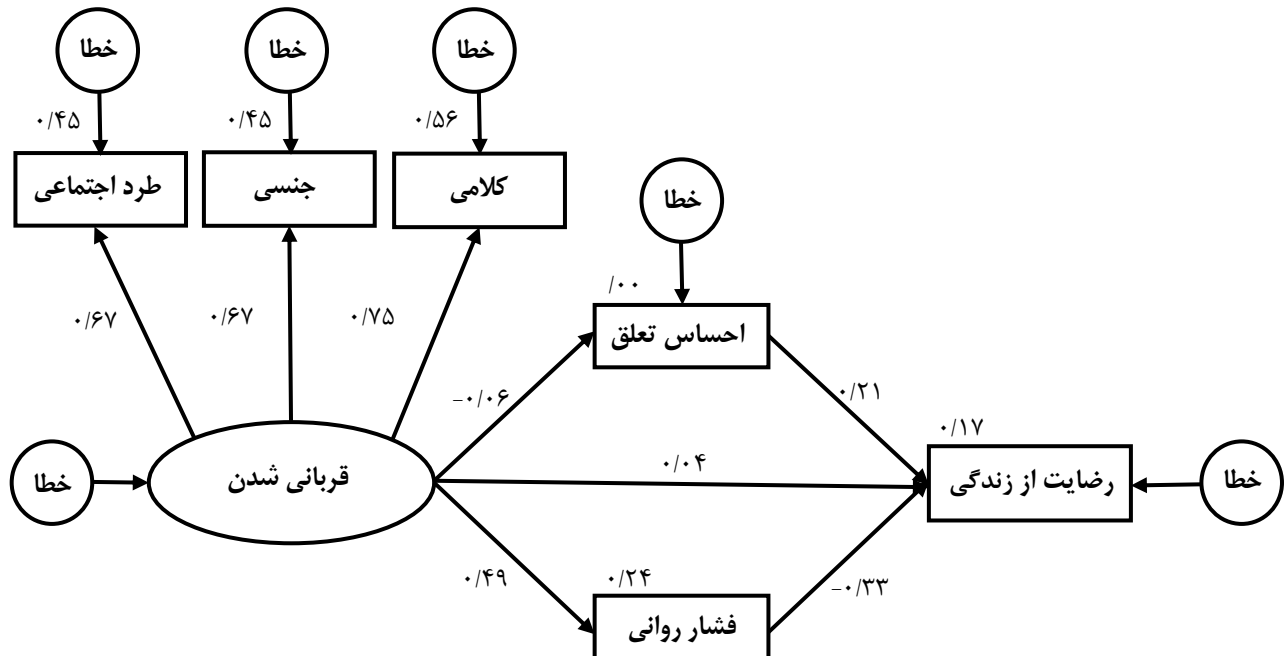 خطا
خطا
خطا
۰/۴۵
۰/۴۵
۰/۵۶
طرد اجتماعی
جنسی
کلامی
خطا
۰/۶۷
۰/۶۷
۰/۷۵
/۰۰
احساس تعلق
-۰/۰۶
۰/۲۱
۰/۱۷
خطا
قربانی شدن
۰/۰۴
رضایت از زندگی
خطا
۰/۴۹
۰/۲۴
-۰/۳۳
فشار روانی